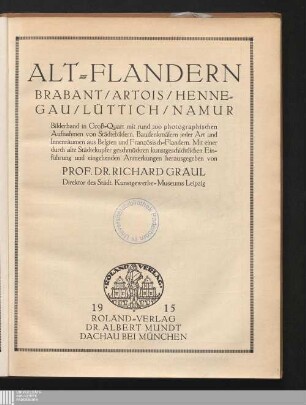 ALT=FLANDERN
BRABANT/ARTOIS/HENNE-
GAU/LÜTTICH/NAMUR
Bilderband in Groß-Quart mit rund 200 photographischen
Aufnahmen von Städtebildern, Baudenkmälern jeder Art und
Innenräumen aus Belgien und Französisch-Flandern. Mit einer
durch alte Städtekupfer geschmückten kunstgeschichtlichen Ein-
führung und eingehenden Anmerkungen herausgegeben von
PROF. DR. RICHARD GRAUL
Direktor des Städt. Kunstgewerbe-Museums Leipzig
ROLAND-VERLAG
19 15
ROLAND-VERLAG
DR. ALBERT MUNDT
DACHAU BEI MÜNCHEN